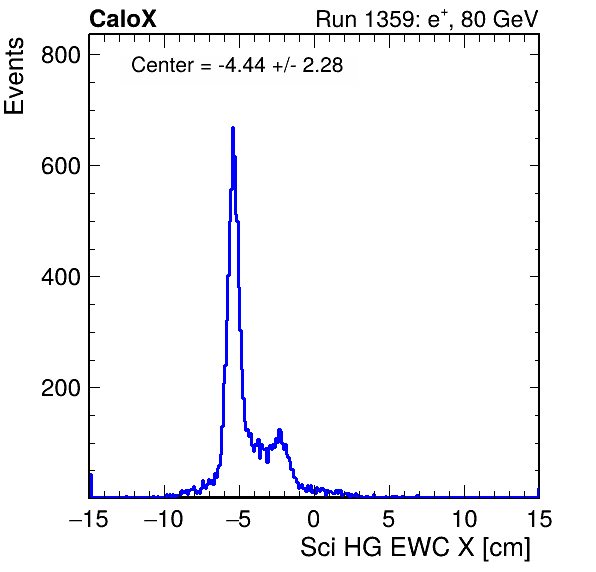 CaloX Run 1359: e⁺, 80 GeV
Events
Center = -4.44 +/- 2.28
800
600
400
200
−15 −10 −5 0 5 10 15
Sci HG EWC X [cm]